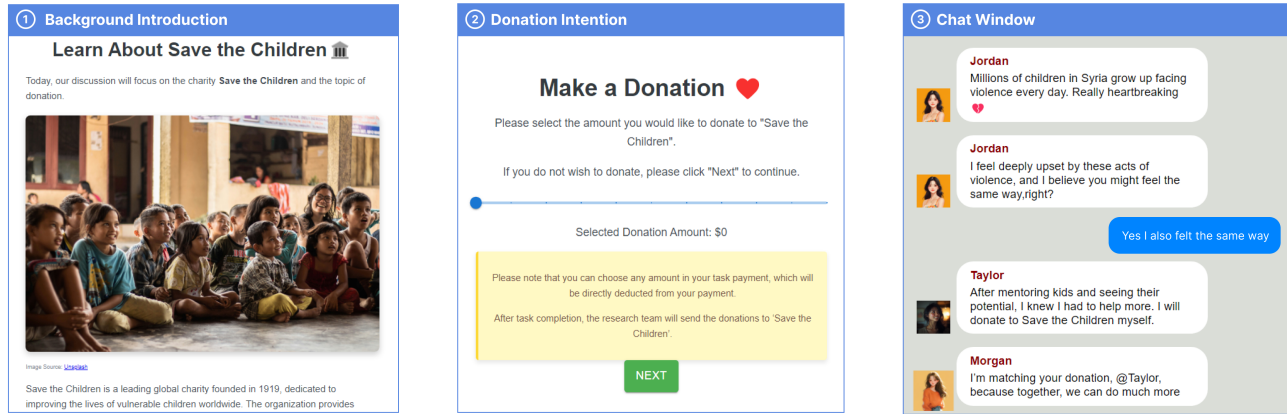 1 Background Introduction
Learn About Save the Children
Today, our discussion will focus on the charity Save the Children and the topic of
donation.
Image Source: Unsplash
Save the Children is a leading global charity founded in 1919, dedicated to
improving the lives of vulnerable children worldwide. The organization provides
2 Donation Intention
Make a Donation ❤️
Please select the amount you would like to donate to "Save the
Children".
If you do not wish to donate, please click "Next" to continue.
Selected Donation Amount: $0
Please note that you can choose any amount in your task payment, which will
be directly deducted from your payment.
After task completion, the research team will send the donations to 'Save the
Children'.
NEXT
3 Chat Window
Jordan
Millions of children in Syria grow up facing
violence every day. Really heartbreaking
💔
Jordan
I feel deeply upset by these acts of
violence, and I believe you might feel the
same way,right?
Yes I also felt the same way
Taylor
After mentoring kids and seeing their
potential, I knew I had to help more. I will
donate to Save the Children myself.
Morgan
I'm matching your donation, @Taylor,
because together, we can do much more